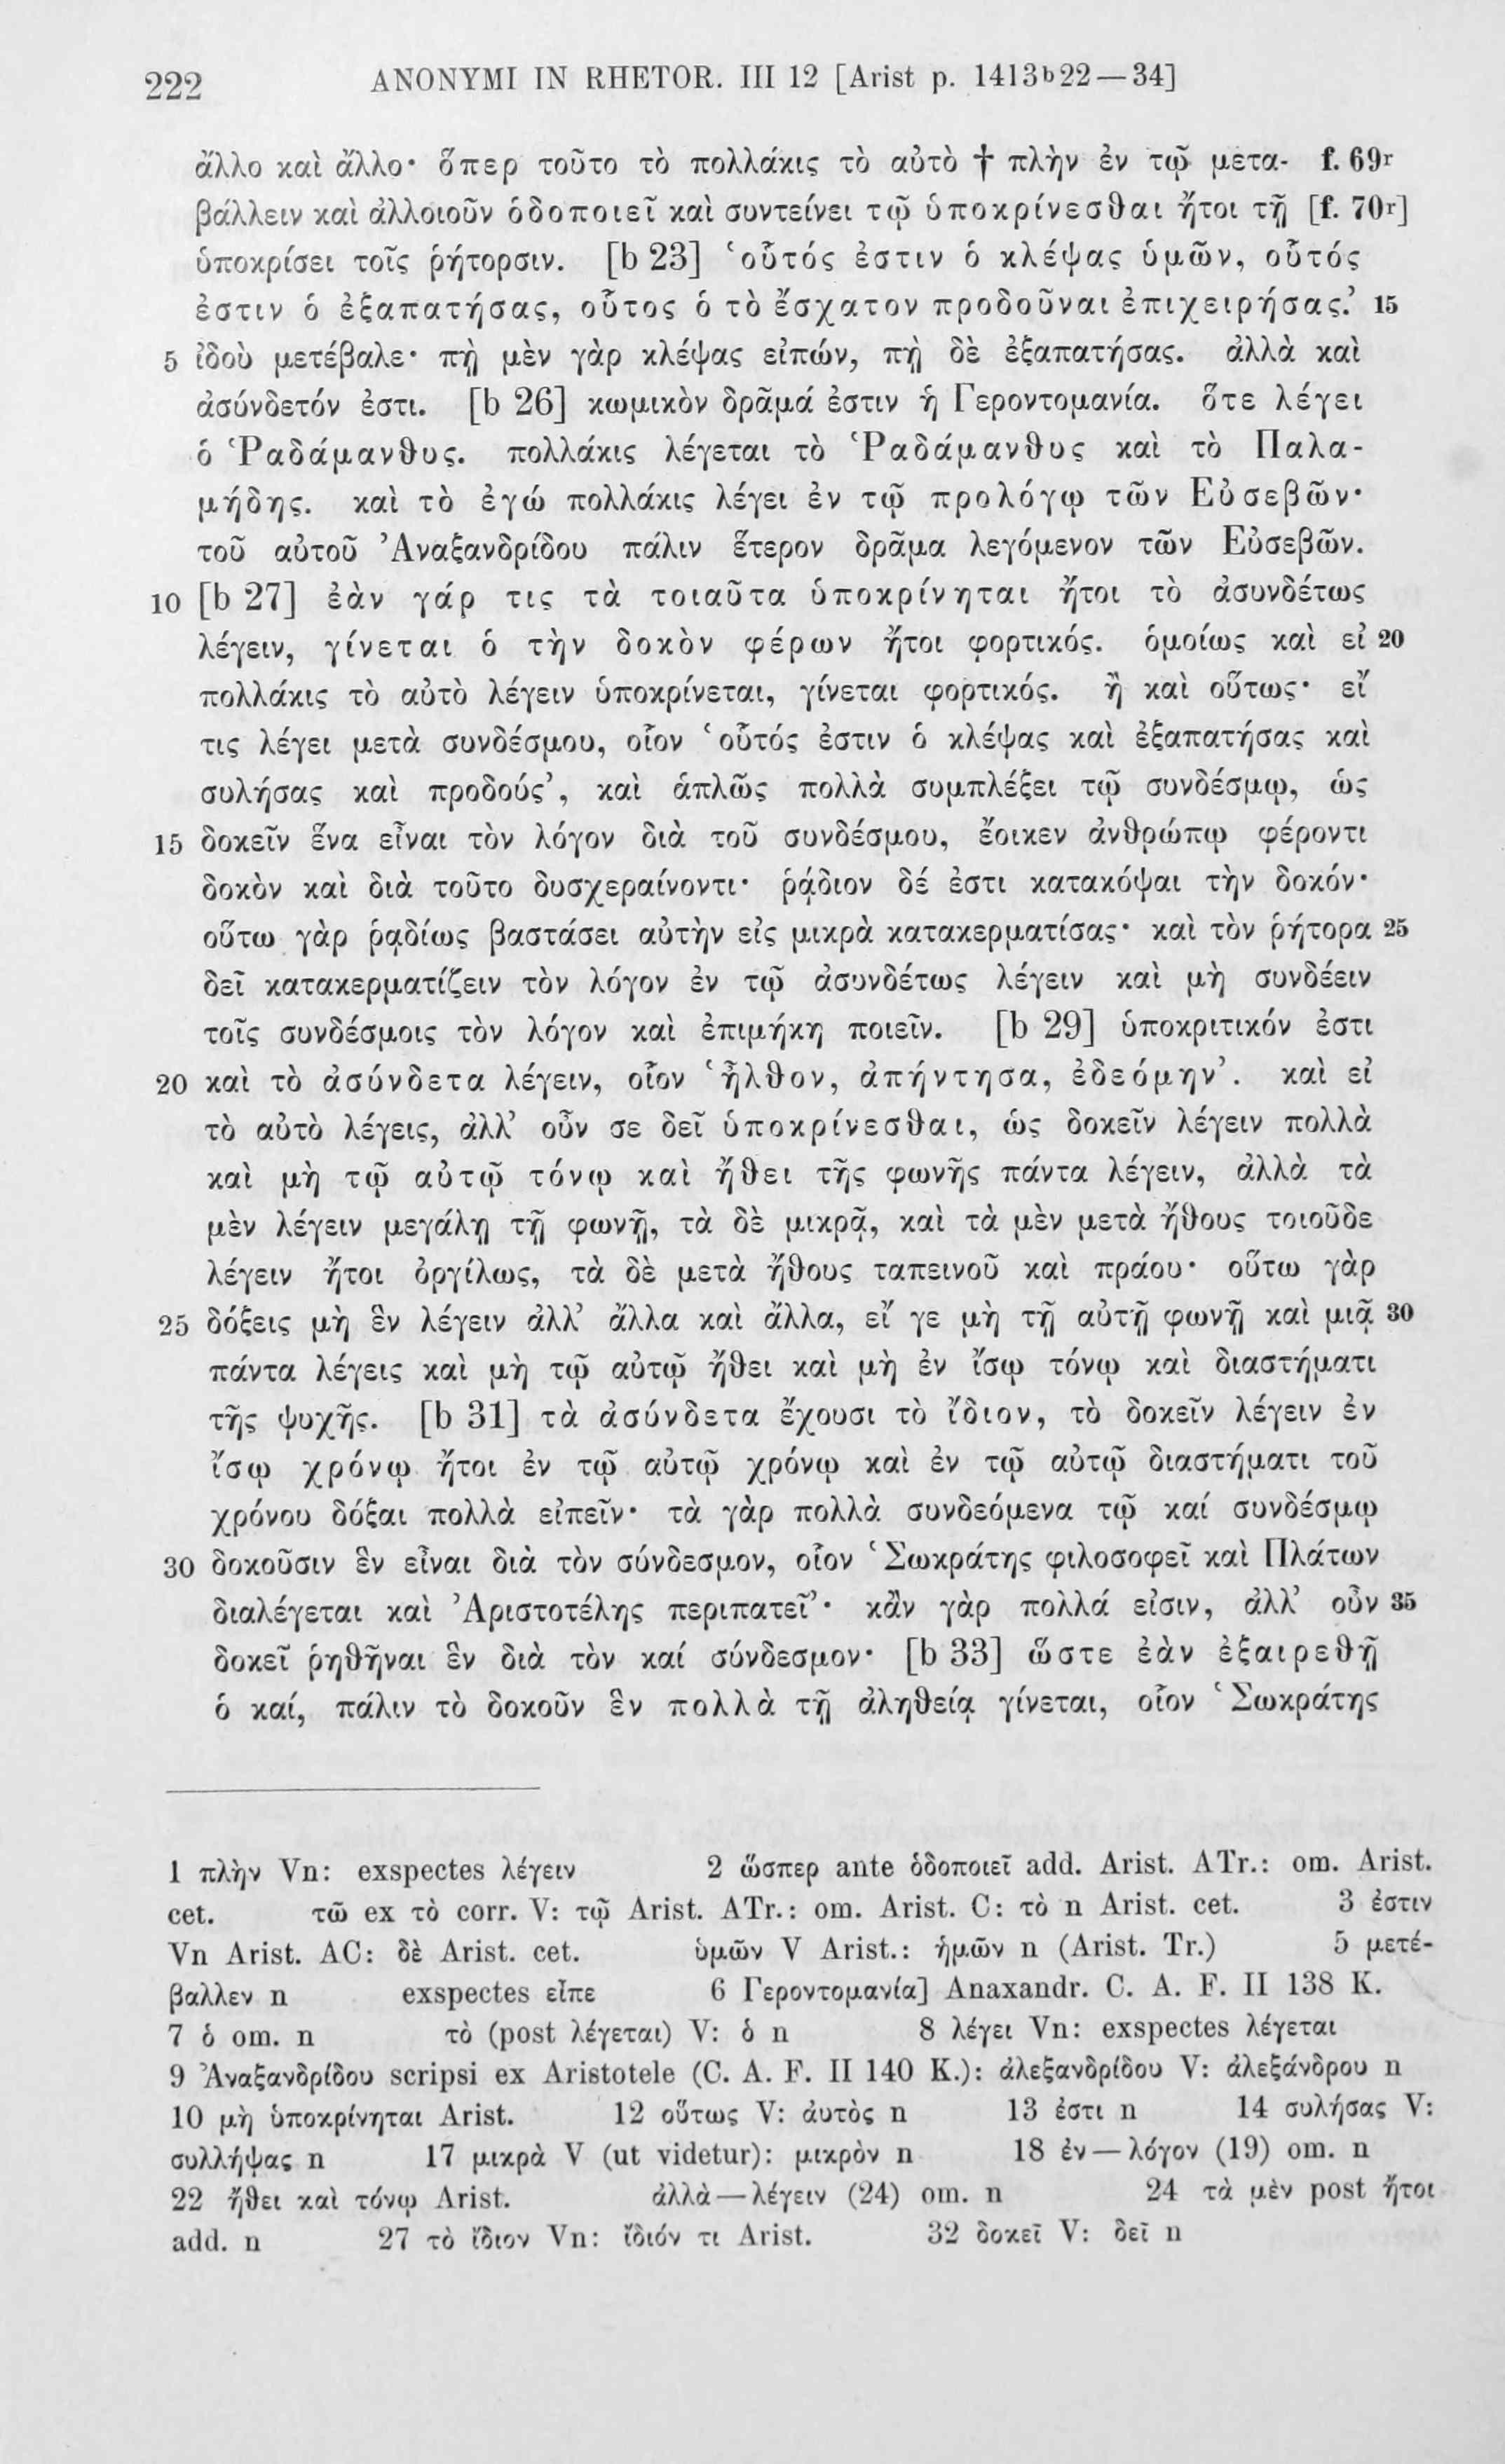 222 ANONYMI IN RHETOR. III 12 [Arist p. 1413b22—34]
ἄλλο καὶ ἄλλο· ὅπερ τοῦτο τὸ πολλάκις τὸ αὐτὸ † πλὴν ἐν τῷ μετα- f. 69r
βάλλειν καὶ ἀλλοιοῦν ὁδοποιεῖ καὶ συντείνει τῷ ὑποκρίνεσθαι ἤτοι τῇ [f. 70r]
ὑποκρίσει τοῖς ῥήτορσιν. [b 23] ‘οὗτός ἐστιν ὁ κλέψας ὑμῶν, οὗτός
ἐστιν ὁ ἐξαπατήσας, οὗτος ὁ τὸ ἔσχατον προδοῦναι ἐπιχειρήσας.’ 15
5 ἰδοὺ μετέβαλε· πῇ μὲν γὰρ κλέψας εἰπών, πῇ δὲ ἐξαπατήσας. ἀλλὰ καὶ
ἀσύνδετόν ἐστι. [b 26] κωμικὸν δρᾶμά ἐστιν ἡ Γεροντομανία. ὅτε λέγει
ὁ Ῥαδάμανθυς. πολλάκις λέγεται τὸ Ῥαδάμανθυς καὶ τὸ Παλα-
μήδης. καὶ τὸ ἐγώ πολλάκις λέγει ἐν τῷ προλόγῳ τῶν Εὐσεβῶν·
τοῦ αὐτοῦ Ἀναξανδρίδου πάλιν ἕτερον δρᾶμα λεγόμενον τῶν Εὐσεβῶν.
10 [b 27] ἐὰν γάρ τις τὰ τοιαῦτα ὑποκρίνηται ἤτοι τὸ ἀσυνδέτως
λέγειν, γίνεται ὁ τὴν δοκὸν φέρων ἤτοι φορτικός. ὁμοίως καὶ εἰ 20
πολλάκις τὸ αὐτὸ λέγειν ὑποκρίνεται, γίνεται φορτικός. ἢ καὶ οὕτως· εἴ
τις λέγει μετὰ συνδέσμου, οἷον ‘οὗτός ἐστιν ὁ κλέψας καὶ ἐξαπατήσας καὶ
συλήσας καὶ προδούς’, καὶ ἁπλῶς πολλὰ συμπλέξει τῷ συνδέσμῳ, ὡς
15 δοκεῖν ἕνα εἶναι τὸν λόγον διὰ τοῦ συνδέσμου, ἔοικεν ἀνθρώπῳ φέροντι
δοκὸν καὶ διὰ τοῦτο δυσχεραίνοντι· ῥᾴδιον δέ ἐστι κατακόψαι τὴν δοκόν·
οὕτω γὰρ ῥᾳδίως βαστάσει αὐτὴν εἰς μικρὰ κατακερματίσας· καὶ τὸν ῥήτορα 25
δεῖ κατακερματίζειν τὸν λόγον ἐν τῷ ἀσυνδέτως λέγειν καὶ μὴ συνδέειν
τοῖς συνδέσμοις τὸν λόγον καὶ ἐπιμήκη ποιεῖν. [b 29] ὑποκριτικόν ἐστι
20 καὶ τὸ ἀσύνδετα λέγειν, οἷον ‘ἦλθον, ἀπήντησα, ἐδεόμην’. καὶ εἰ
τὸ αὐτὸ λέγεις, ἀλλ’ οὖν σε δεῖ ὑποκρίνεσθαι, ὡς δοκεῖν λέγειν πολλὰ
καὶ μὴ τῷ αὐτῷ τόνῳ καὶ ἤθει τῆς φωνῆς πάντα λέγειν, ἀλλὰ τὰ
μὲν λέγειν μεγάλῃ τῇ φωνῇ, τὰ δὲ μικρᾷ, καὶ τὰ μὲν μετὰ ἤθους τοιοῦδε
λέγειν ἤτοι ὀργίλως, τὰ δὲ μετὰ ἤθους ταπεινοῦ καὶ πράου· οὕτω γὰρ
25 δόξεις μὴ ἓν λέγειν ἀλλ’ ἄλλα καὶ ἄλλα, εἴ γε μὴ τῇ αὐτῇ φωνῇ καὶ μιᾷ 30
πάντα λέγεις καὶ μὴ τῷ αὐτῷ ἤθει καὶ μὴ ἐν ἴσῳ τόνῳ καὶ διαστήματι
τῆς ψυχῆς. [b 31] τὰ ἀσύνδετα ἔχουσι τὸ ἴδιον, τὸ δοκεῖν λέγειν ἐν
ἴσῳ χρόνῳ ἤτοι ἐν τῷ αὐτῷ χρόνῳ καὶ ἐν τῷ αὐτῷ διαστήματι τοῦ
χρόνου δόξαι πολλὰ εἰπεῖν· τὰ γὰρ πολλὰ συνδεόμενα τῷ καί συνδέσμῳ
30 δοκοῦσιν ἓν εἶναι διὰ τὸν σύνδεσμον, οἷον ‘Σωκράτης φιλοσοφεῖ καὶ Πλάτων
διαλέγεται καὶ Ἀριστοτέλης περιπατεῖ’· κἂν γὰρ πολλά εἰσιν, ἀλλ’ οὖν 35
δοκεῖ ῥηθῆναι ἓν διὰ τὸν καί σύνδεσμον· [b 33] ὥστε ἐὰν ἐξαιρεθῇ
ὁ καί, πάλιν τὸ δοκοῦν ἓν πολλὰ τῇ ἀληθείᾳ γίνεται, οἷον ‘Σωκράτης
1 πλὴν Vn: exspectes λέγειν 2 ὥσπερ ante ὁδοποιεῖ add. Arist. ATr.: om. Arist.
cet. τῶ ex τὸ corr. V: τῷ Arist. ATr.: om. Arist. C: τὸ n Arist. cet. 3 ἐστιν
Vn Arist. AC: δὲ Arist. cet. ὑμῶν V Arist.: ἡμῶν n (Arist. Tr.) 5 μετέ-
βαλλεν n exspectes εἶπε 6 Γεροντομανία] Anaxandr. C. A. F. II 138 K.
7 ὁ om. n τὸ (post λέγεται) V: ὁ n 8 λέγει Vn: exspectes λέγεται
9 Ἀναξανδρίδου scripsi ex Aristotele (C. A. F. II 140 K.): ἀλεξανδρίδου V: ἀλεξάνδρου n
10 μὴ ὑποκρίνηται Arist. 12 οὕτως V: ἀυτὸς n 13 ἐστι n 14 συλήσας V:
συλλήψας n 17 μικρὰ V (ut videtur): μικρὸν n 18 ἐν—λόγον (19) om. n
22 ἤθει καὶ τόνῳ Arist. ἀλλὰ—λέγειν (24) om. n 24 τὰ μὲν post ἤτοι
add. n 27 τὸ ἴδιον Vn: ἴδιόν τι Arist. 32 δοκεῖ V: δεῖ n